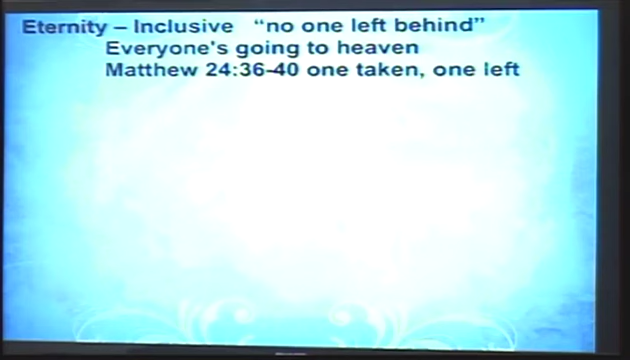 Eternity – Inclusive “no one left behind”
Everyone's going to heaven
Matthew 24:36-40 one taken, one left